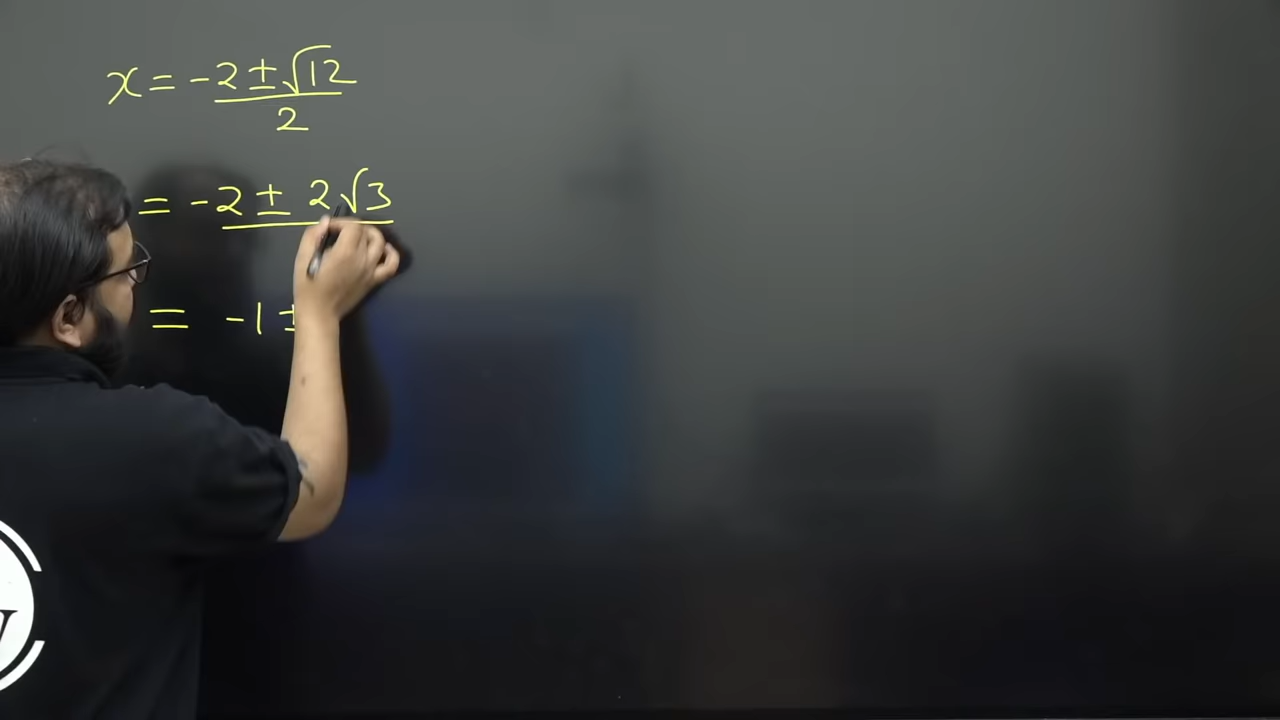 x = -2 ± √12
2
= -2 ± 2√3
= -1 ±